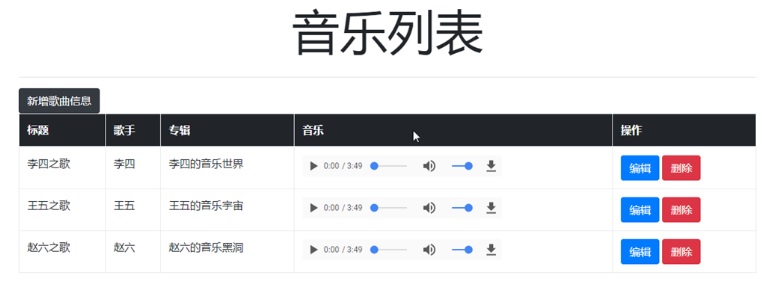 音乐列表
新增歌曲信息
标题 歌手 专辑 音乐 操作
李四之歌 李四 李四的音乐世界 0:00 / 3:49 编辑 删除
王五之歌 王五 王五的音乐宇宙 0:00 / 3:49 编辑 删除
赵六之歌 赵六 赵六的音乐黑洞 0:00 / 3:49 编辑 删除